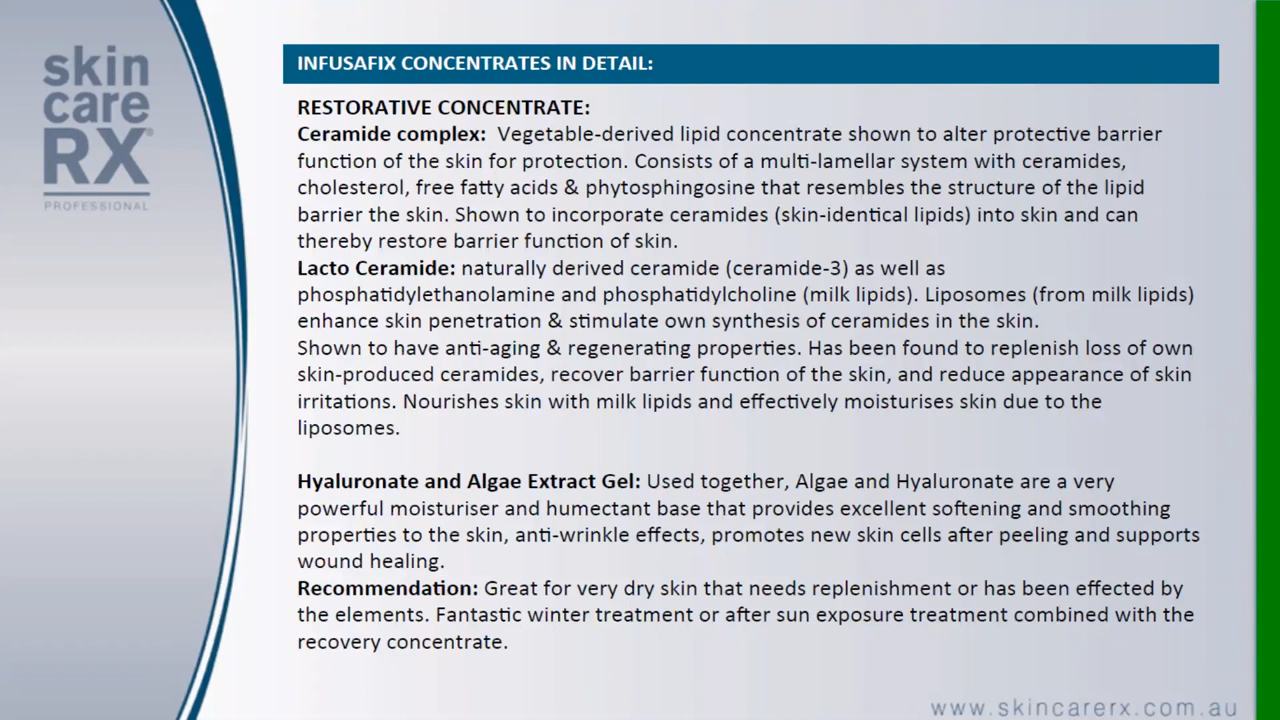 skin
care
RX®
PROFESSIONAL
INFUSAFIX CONCENTRATES IN DETAIL:
RESTORATIVE CONCENTRATE:
Ceramide complex: Vegetable-derived lipid concentrate shown to alter protective barrier
function of the skin for protection. Consists of a multi-lamellar system with ceramides,
cholesterol, free fatty acids & phytosphingosine that resembles the structure of the lipid
barrier the skin. Shown to incorporate ceramides (skin-identical lipids) into skin and can
thereby restore barrier function of skin.
Lacto Ceramide: naturally derived ceramide (ceramide-3) as well as
phosphatidylethanolamine and phosphatidylcholine (milk lipids). Liposomes (from milk lipids)
enhance skin penetration & stimulate own synthesis of ceramides in the skin.
Shown to have anti-aging & regenerating properties. Has been found to replenish loss of own
skin-produced ceramides, recover barrier function of the skin, and reduce appearance of skin
irritations. Nourishes skin with milk lipids and effectively moisturises skin due to the
liposomes.
Hyaluronate and Algae Extract Gel: Used together, Algae and Hyaluronate are a very
powerful moisturiser and humectant base that provides excellent softening and smoothing
properties to the skin, anti-wrinkle effects, promotes new skin cells after peeling and supports
wound healing.
Recommendation: Great for very dry skin that needs replenishment or has been effected by
the elements. Fantastic winter treatment or after sun exposure treatment combined with the
recovery concentrate.
www.skincarerx.com.au